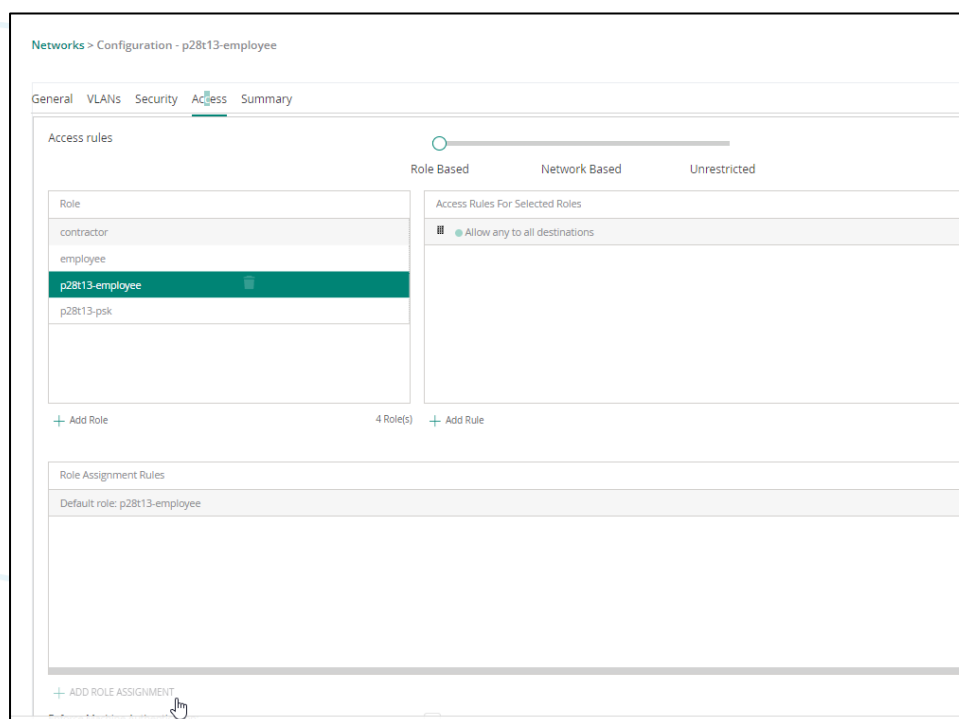 Networks > Configuration - p28t13-employee
General VLANs Security Access Summary
Access rules
Role Based Network Based Unrestricted
Role
contractor
employee
p28t13-employee
p28t13-psk
+ Add Role 4 Role(s)
Access Rules For Selected Roles
Allow any to all destinations
+ Add Rule
Role Assignment Rules
Default role: p28t13-employee
+ ADD ROLE ASSIGNMENT